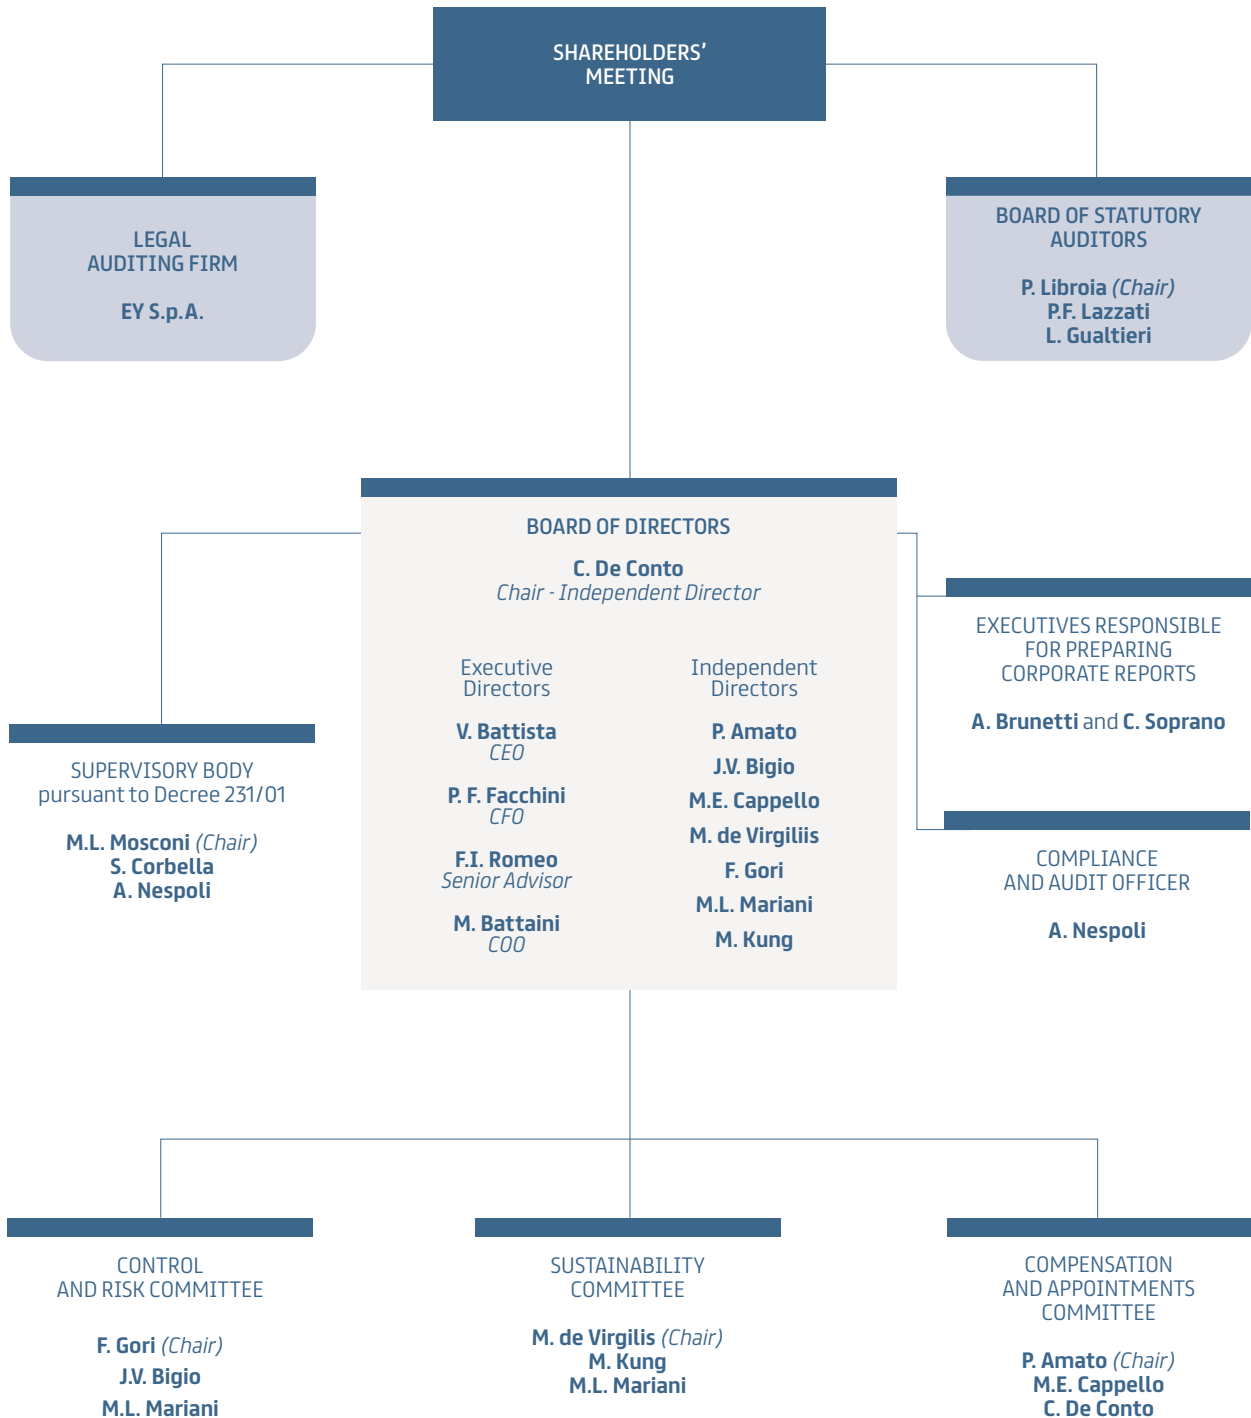 SHAREHOLDERS'
MEETING
LEGAL
AUDITING FIRM
EY S.p.A.
BOARD OF STATUTORY
AUDITORS
P. Libroia (Chair)
P.F. Lazzati
L. Gualtieri
BOARD OF DIRECTORS
C. De Conto
Chair - Independent Director
Executive
Directors
V. Battista
CEO
P. F. Facchini
CFO
F.I. Romeo
Senior Advisor
M. Battaini
COO
Independent
Directors
P. Amato
J.V. Bigio
M.E. Cappello
M. de Virgiliis
F. Gori
M.L. Mariani
M. Kung
SUPERVISORY BODY
pursuant to Decree 231/01
M.L. Mosconi (Chair)
S. Corbella
A. Nespoli
EXECUTIVES RESPONSIBLE
FOR PREPARING
CORPORATE REPORTS
A. Brunetti and C. Soprano
COMPLIANCE
AND AUDIT OFFICER
A. Nespoli
CONTROL
AND RISK COMMITTEE
F. Gori (Chair)
J.V. Bigio
M.L. Mariani
SUSTAINABILITY
COMMITTEE
M. de Virgilis (Chair)
M. Kung
M.L. Mariani
COMPENSATION
AND APPOINTMENTS
COMMITTEE
P. Amato (Chair)
M.E. Cappello
C. De Conto